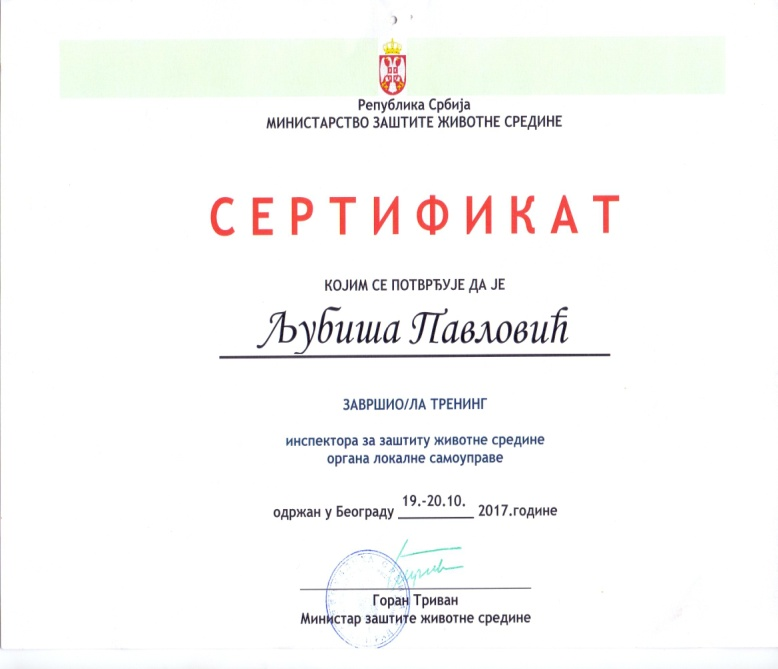 Република Србија
МИНИСТАРСТВО ЗАШТИТЕ ЖИВОТНЕ СРЕДИНЕ
СЕРТИФИКАТ
КОЈИМ СЕ ПОТВРЂУЈЕ ДА ЈЕ
Љубиша Павловић
ЗАВРШИО/ЛА ТРЕНИНГ
инспектора за заштиту животне средине
органа локалне самоуправе
одржан у Београду 19.-20.10. 2017.године
Горан Триван
Министар заштите животне средине